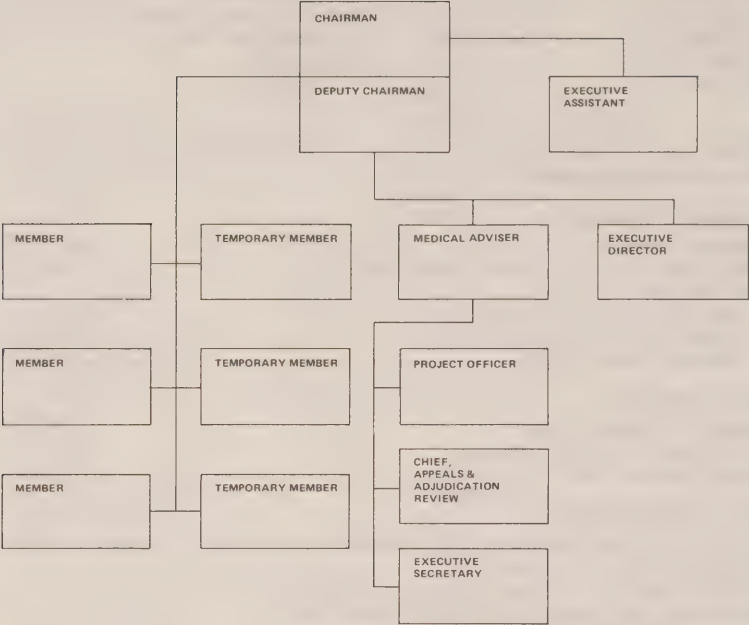 CHAIRMAN
DEPUTY CHAIRMAN
EXECUTIVE
ASSISTANT
MEMBER
TEMPORARY MEMBER
MEDICAL ADVISER
EXECUTIVE
DIRECTOR
MEMBER
TEMPORARY MEMBER
PROJECT OFFICER
MEMBER
TEMPORARY MEMBER
CHIEF,
APPEALS &
ADJUDICATION
REVIEW
EXECUTIVE
SECRETARY